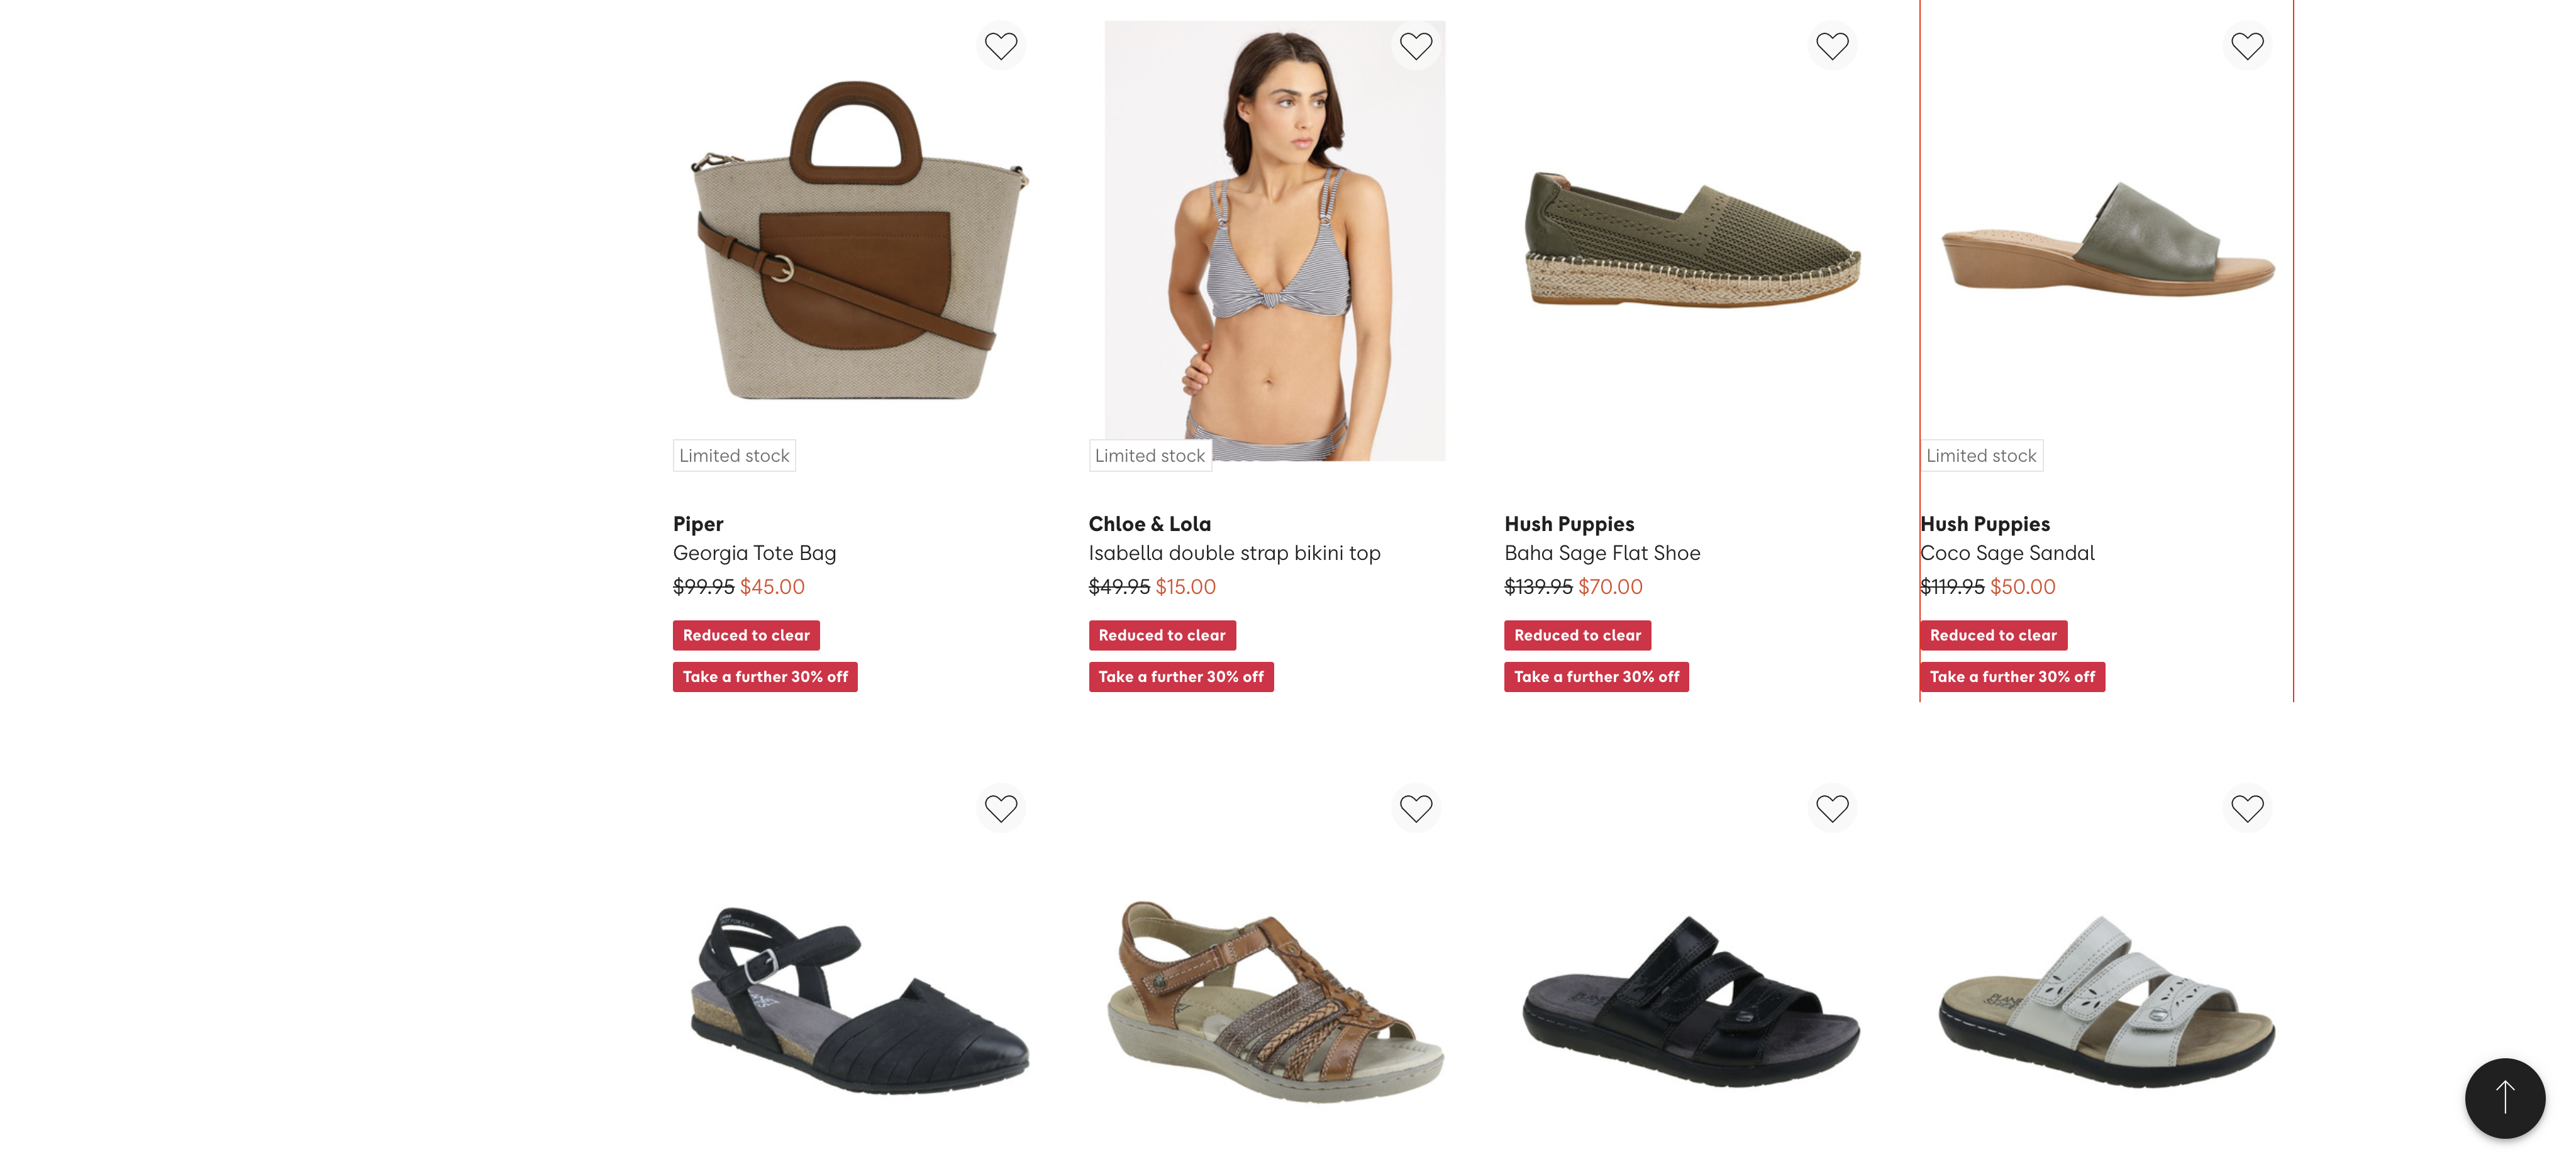 Limited stock
Piper
Georgia Tote Bag
$99.95 $45.00
Reduced to clear
Take a further 30% off
Limited stock
Chloe & Lola
Isabella double strap bikini top
$49.95 $15.00
Reduced to clear
Take a further 30% off
Hush Puppies
Baha Sage Flat Shoe
$139.95 $70.00
Reduced to clear
Take a further 30% off
Limited stock
Hush Puppies
Coco Sage Sandal
$119.95 $50.00
Reduced to clear
Take a further 30% off